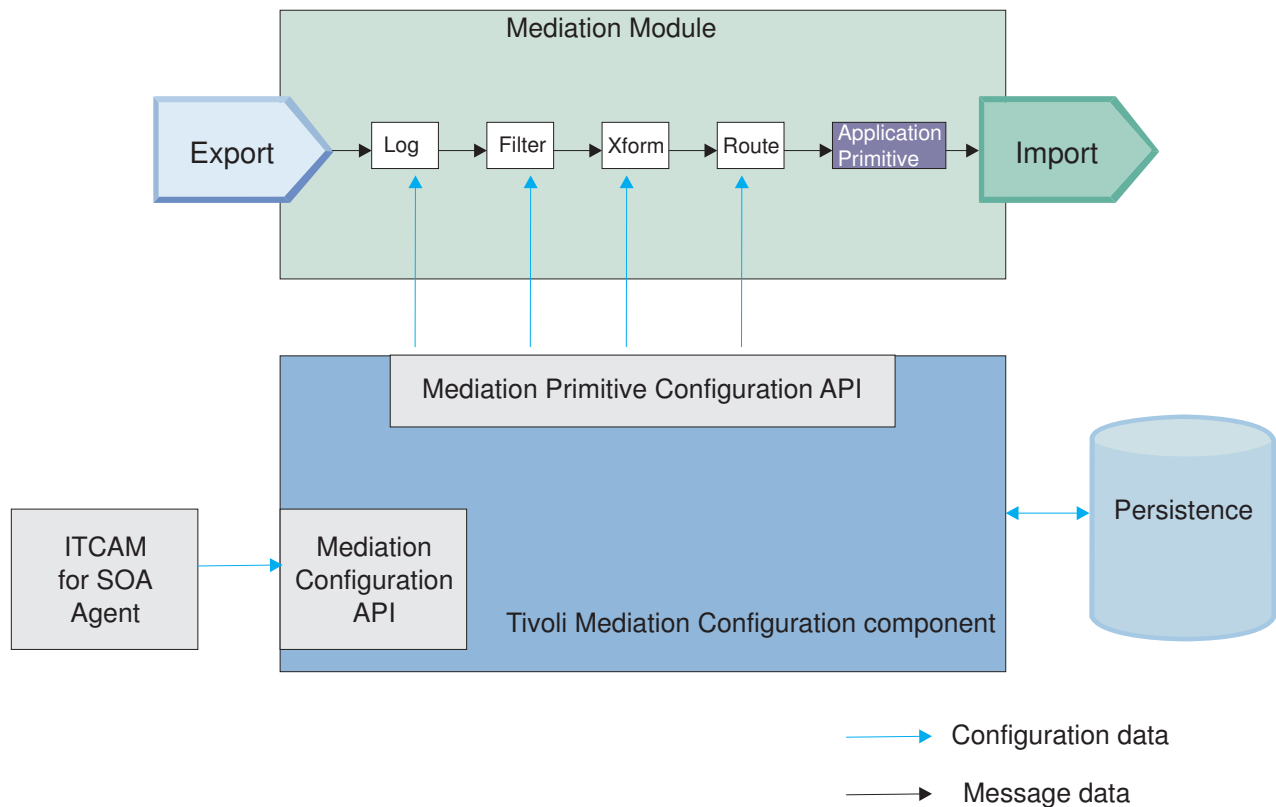 Mediation Module
Export
Log
Filter
Xform
Route
Application
Primitive
Import
Mediation Primitive Configuration API
Persistence
ITCAM
for SOA
Agent
Mediation
Configuration
API
Tivoli Mediation Configuration component
Configuration data
Message data